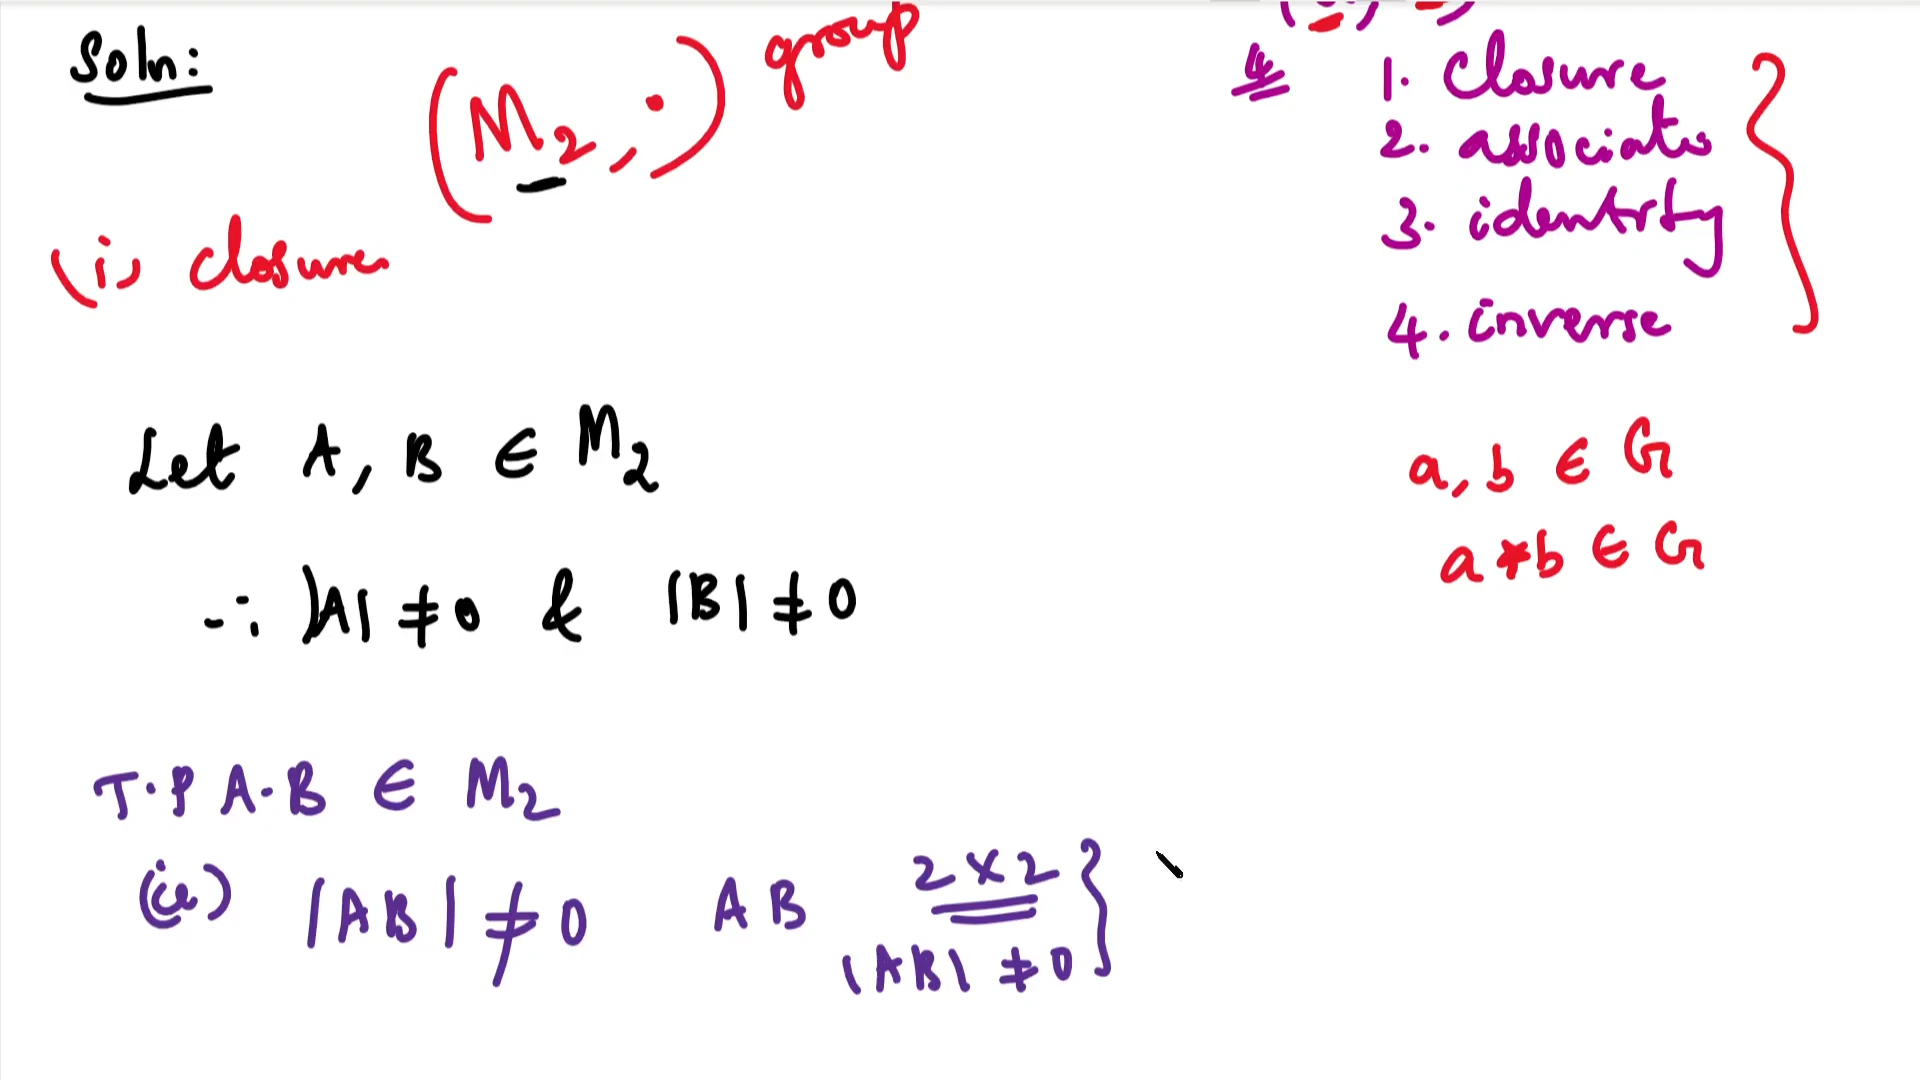 Soln:
(M2, ·) group
(i) closure
Let A, B ∈ M2
∴ |A| ≠ 0 & |B| ≠ 0
T.P A·B ∈ M2
(ie) |AB| ≠ 0 AB 2×2
|AB| ≠ 0
4 1. closure
2. associative
3. identity
4. inverse
a, b ∈ G
a * b ∈ G